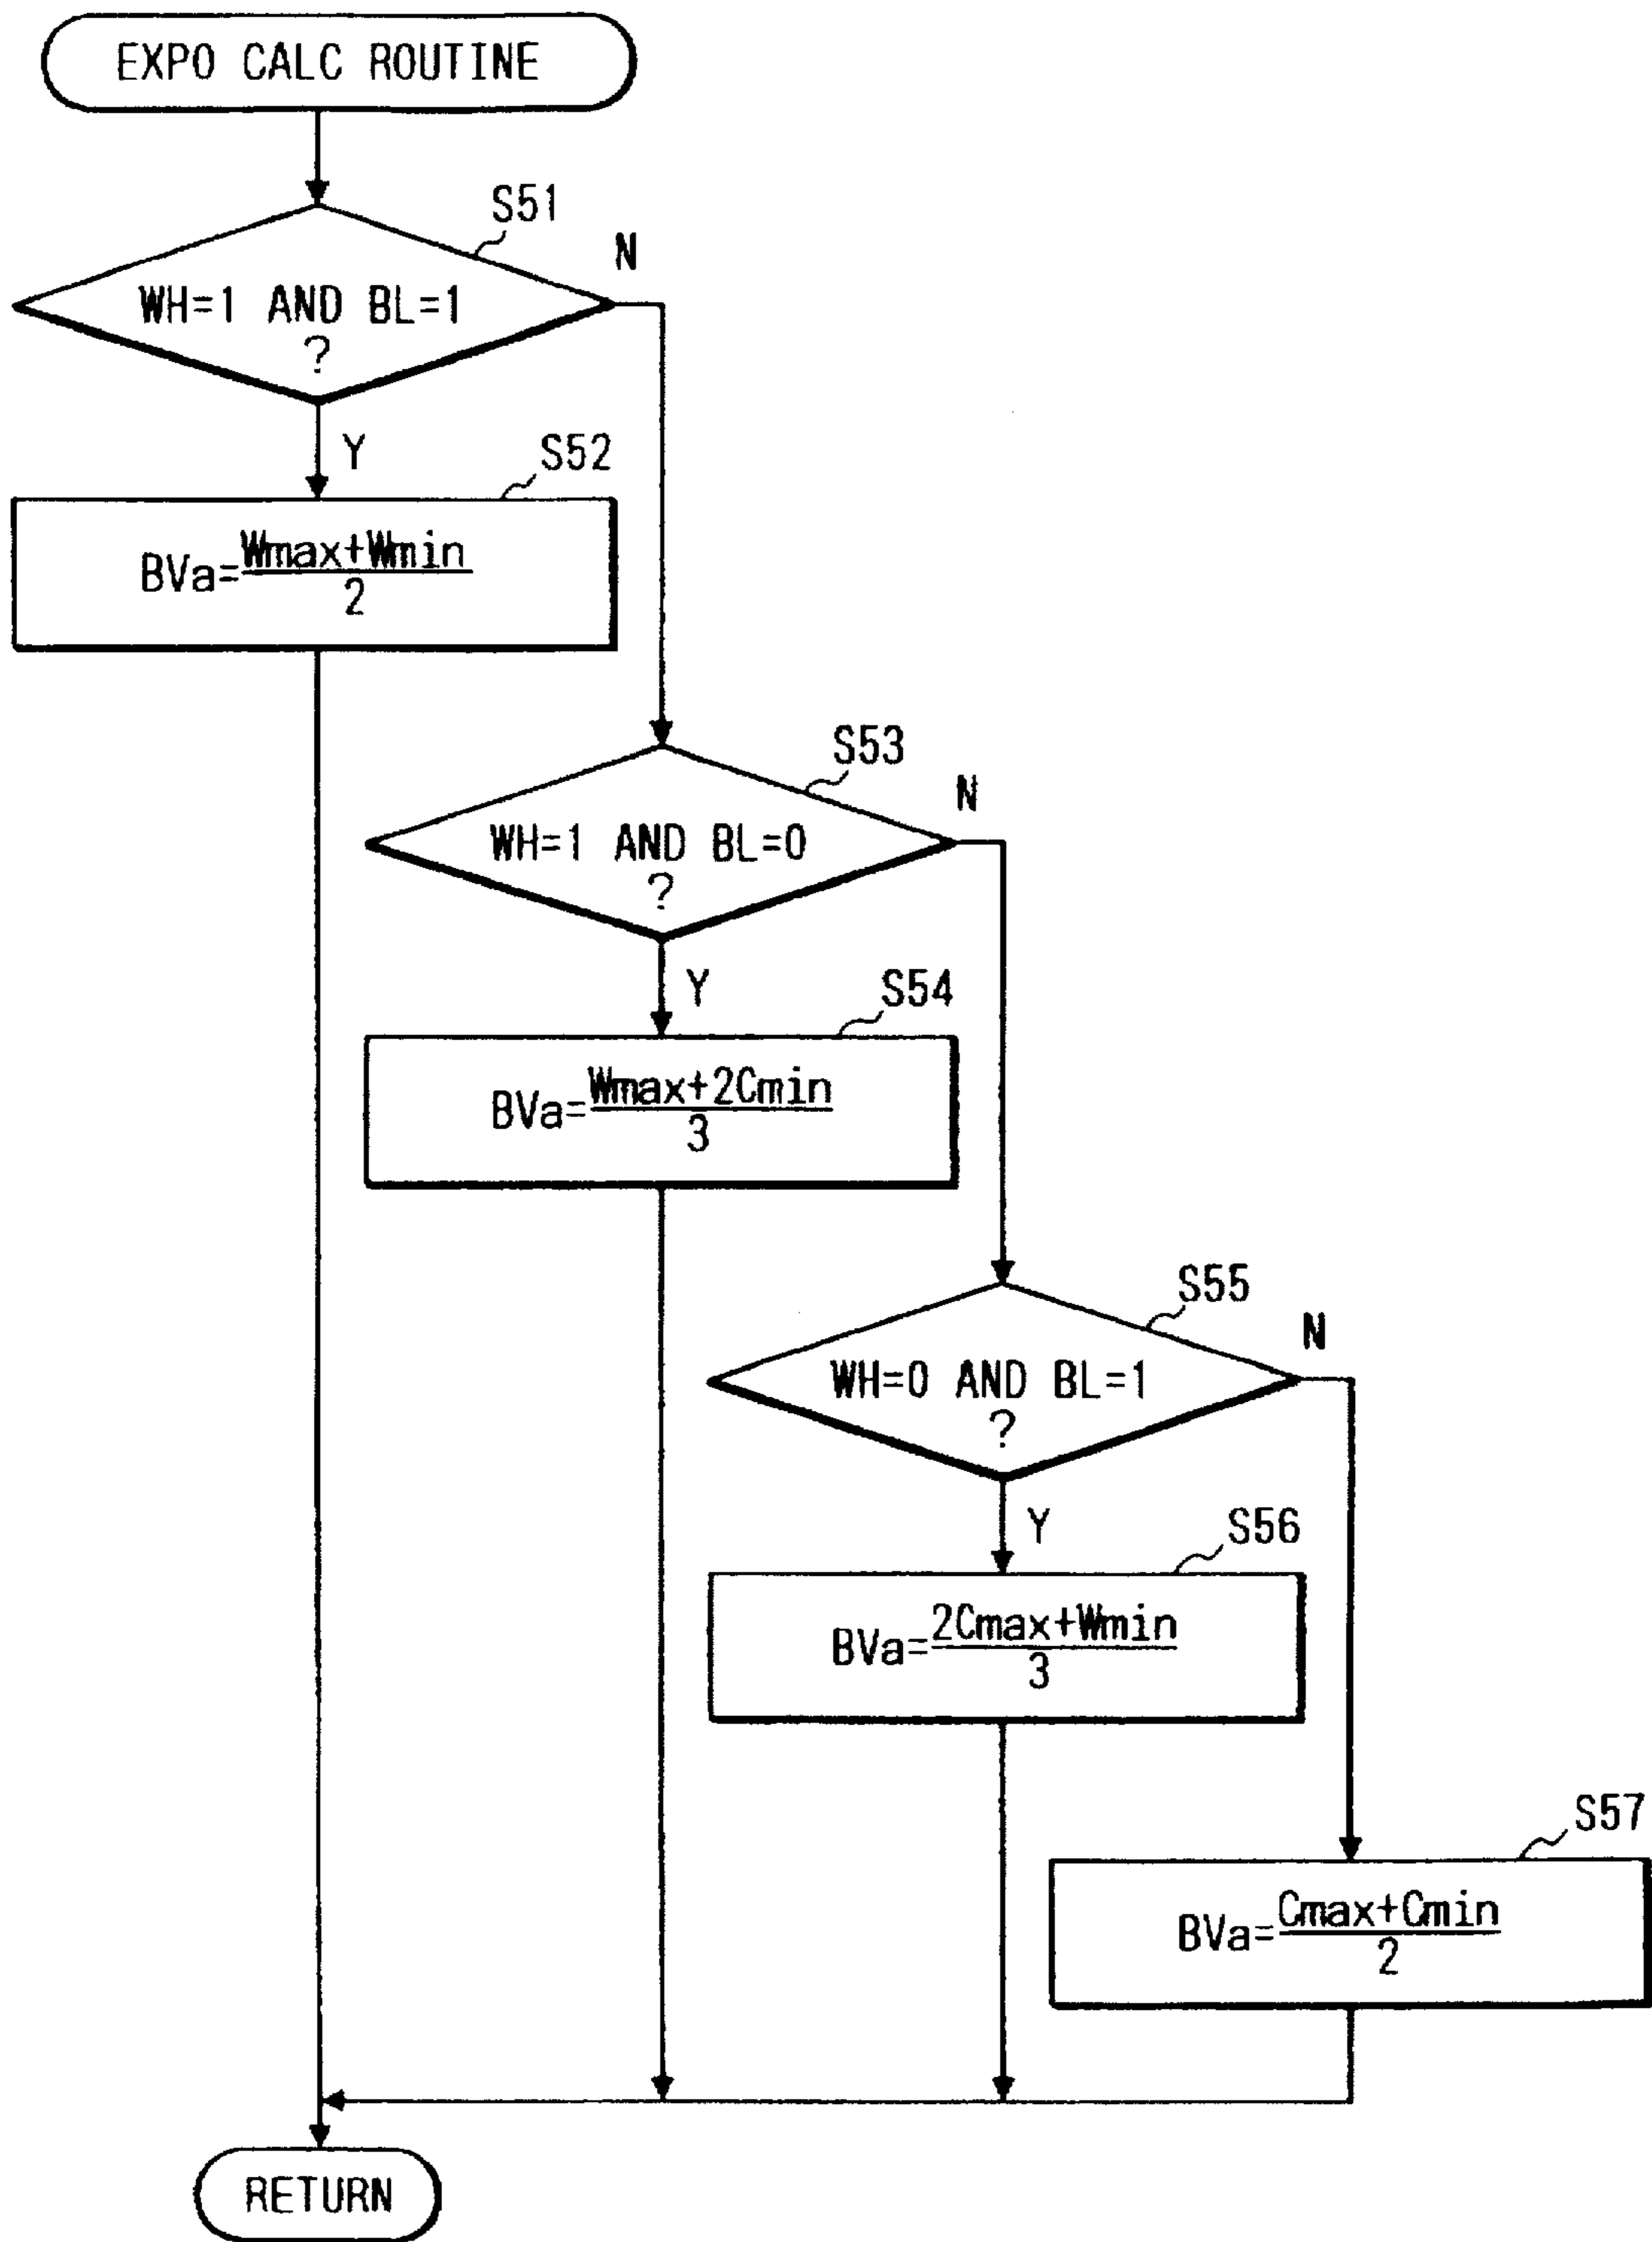 EXPO CALC ROUTINE
S51
N
WH=1 AND BL=1
?
Y
S52
BVa=Wmax+Wmin
2
S53
N
WH=1 AND BL=0
?
Y
S54
BVa=Wmax+2Cmin
3
S55
N
WH=0 AND BL=1
?
Y
S56
BVa=2Cmax+Wmin
3
S57
BVa=Cmax+Cmin
2
RETURN